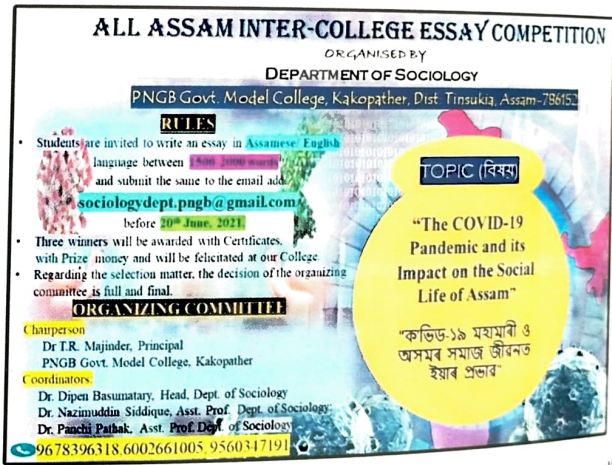 ALL ASSAM INTER-COLLEGE ESSAY COMPETITION
ORGANISED BY
DEPARTMENT OF SOCIOLOGY
PNGB Govt. Model College, Kakopather, Dist Tinsukia, Assam-786152
RULES
• Students are invited to write an essay in Assamese/ English
language between 1500-2000 words
and submit the same to the email add
sociologydept.pngb@gmail.com
before 20th June, 2021.
• Three winners will be awarded with Certificates,
with Prize money and will be felicitated at our College
• Regarding the selection matter, the decision of the organizing
committee is full and final.
ORGANIZING COMMITTEE
Chairperson
Dr T.R. Majinder, Principal
PNGB Govt. Model College, Kakopather
Coordinators:
Dr. Dipen Basumatary, Head, Dept. of Sociology
Dr. Nazimuddin Siddique, Asst. Prof. Dept. of Sociology
Dr. Panchi Pathak, Asst. Prof. Dept. of Sociology
9678396318,6002661005, 9560347191
TOPIC (বিষয়)
“The COVID-19
Pandemic and its
Impact on the Social
Life of Assam”
“কভিড-১৯ মহামাৰী ও
অসমৰ সমাজ জীৱনত
ইয়াৰ প্ৰভাৱ”